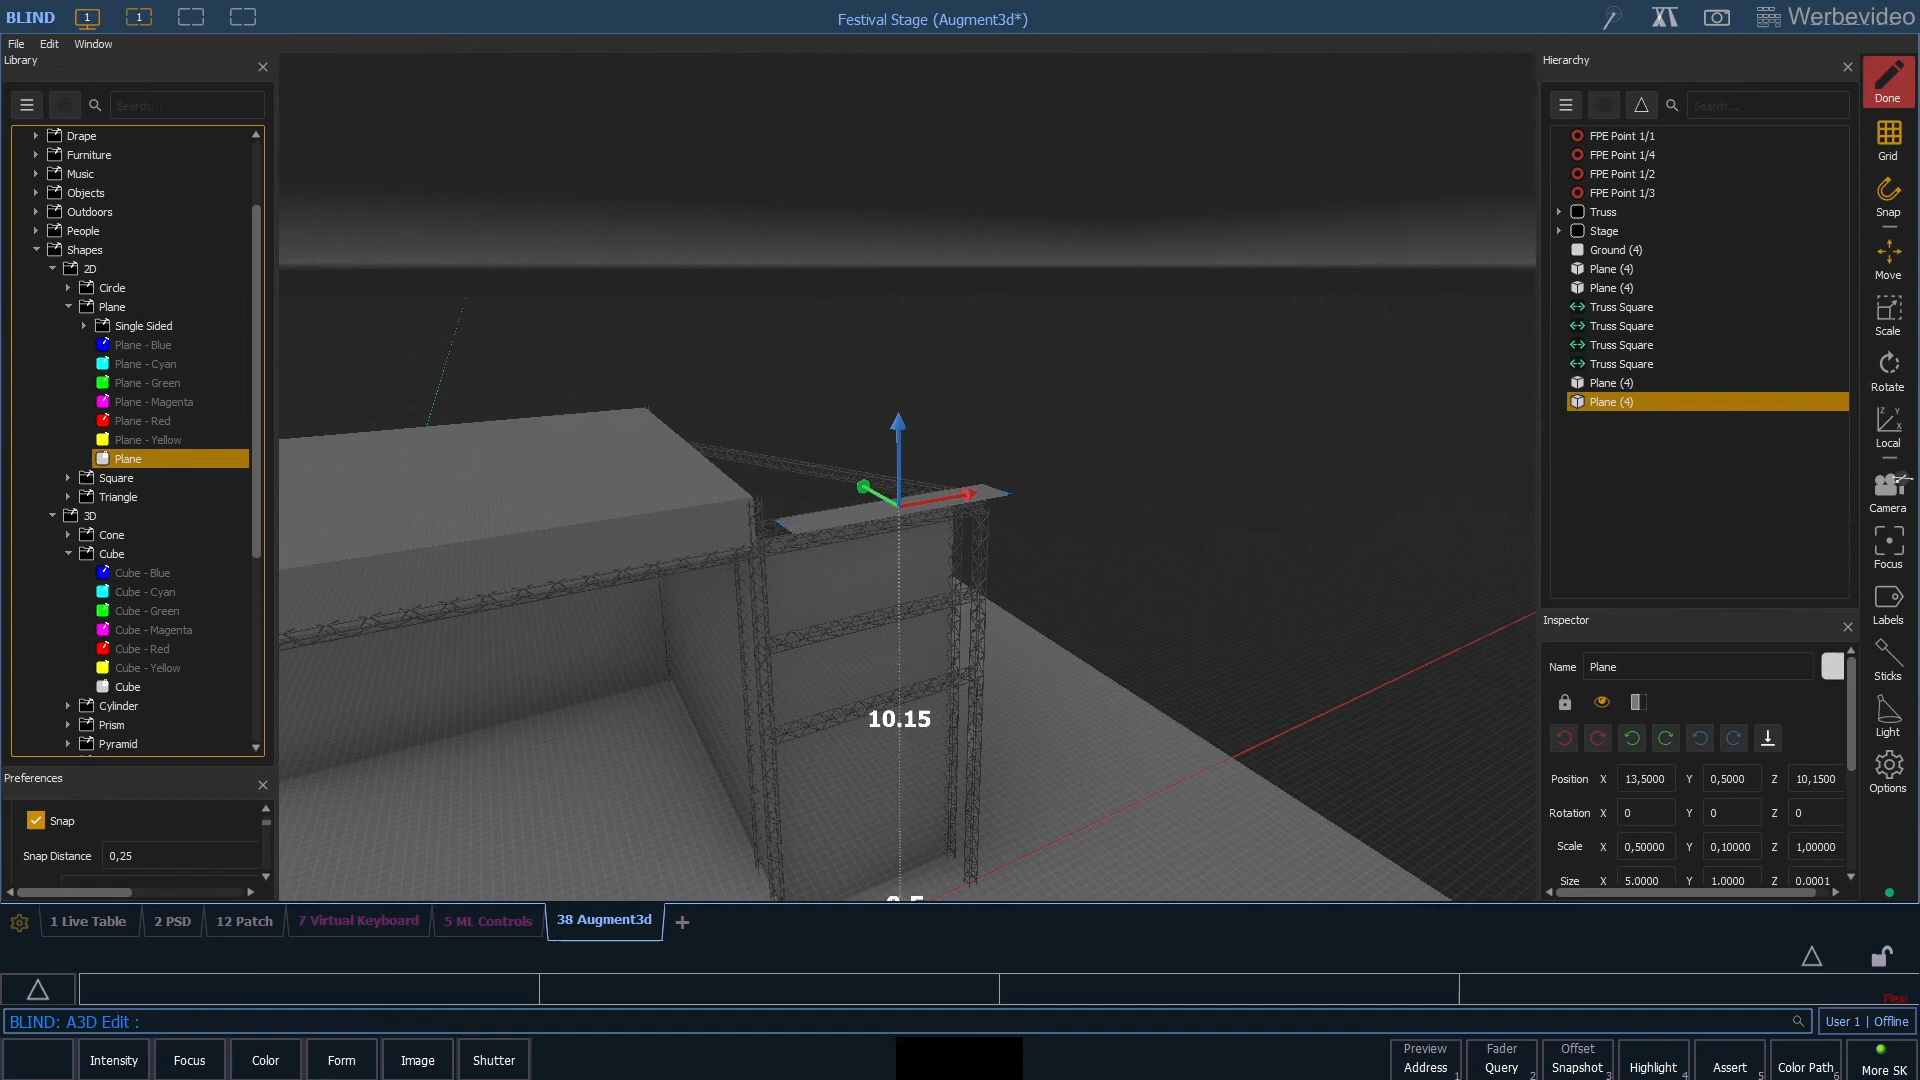 BLIND 1 1 Festival Stage (Augment3d*) Werbevideo
File Edit Window
Library
Search...
Drape
Furniture
Music
Objects
Outdoors
People
Shapes
2D
Circle
Plane
Single Sided
Plane - Blue
Plane - Cyan
Plane - Green
Plane - Magenta
Plane - Red
Plane - Yellow
Plane
Square
Triangle
3D
Cone
Cube
Cube - Blue
Cube - Cyan
Cube - Green
Cube - Magenta
Cube - Red
Cube - Yellow
Cube
Cylinder
Prism
Pyramid
Preferences
Snap
Snap Distance 0,25
10.15
Hierarchy
Search...
FPE Point 1/1
FPE Point 1/4
FPE Point 1/2
FPE Point 1/3
Truss
Stage
Ground (4)
Plane (4)
Plane (4)
Truss Square
Truss Square
Truss Square
Truss Square
Plane (4)
Plane (4)
Inspector
Name Plane
Position X 13,5000 Y 0,5000 Z 10,1500
Rotation X 0 Y 0 Z 0
Scale X 0,50000 Y 0,10000 Z 1,00000
Size X 5.0000 Y 1.0000 Z 0.0001
Done
Grid
Snap
Move
Scale
Rotate
Z Y X
Local
Camera
Focus
Labels
Sticks
Light
Options
1 Live Table 2 PSD 12 Patch 7 Virtual Keyboard 5 ML Controls 38 Augment3d +
Flexi
BLIND: A3D Edit :
User 1 | Offline
Intensity Focus Color Form Image Shutter
Preview Address 1
Fader Query 2
Offset Snapshot 3
Highlight 4
Assert 5
Color Path 6
More SK